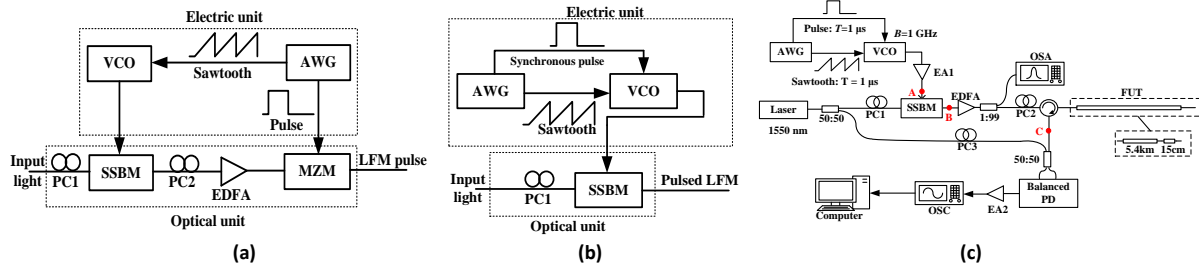 Electric unit
VCO
Sawtooth
AWG
Pulse
Input
light
PC1
SSBM
PC2
EDFA
MZM
LFM pulse
Optical unit
(a)
Electric unit
Synchronous pulse
AWG
VCO
Sawtooth
Input
light
PC1
SSBM
Pulsed LFM
Optical unit
(b)
Pulse: T=1 μs
B=1 GHz
AWG
VCO
Sawtooth: T = 1 μs
EA1
OSA
A
EDFA
FUT
Laser
50:50
PC1
SSBM
B
1:99
PC2
1550 nm
C
PC3
5.4km
15cm
50:50
Balanced
PD
EA2
OSC
Computer
(c)